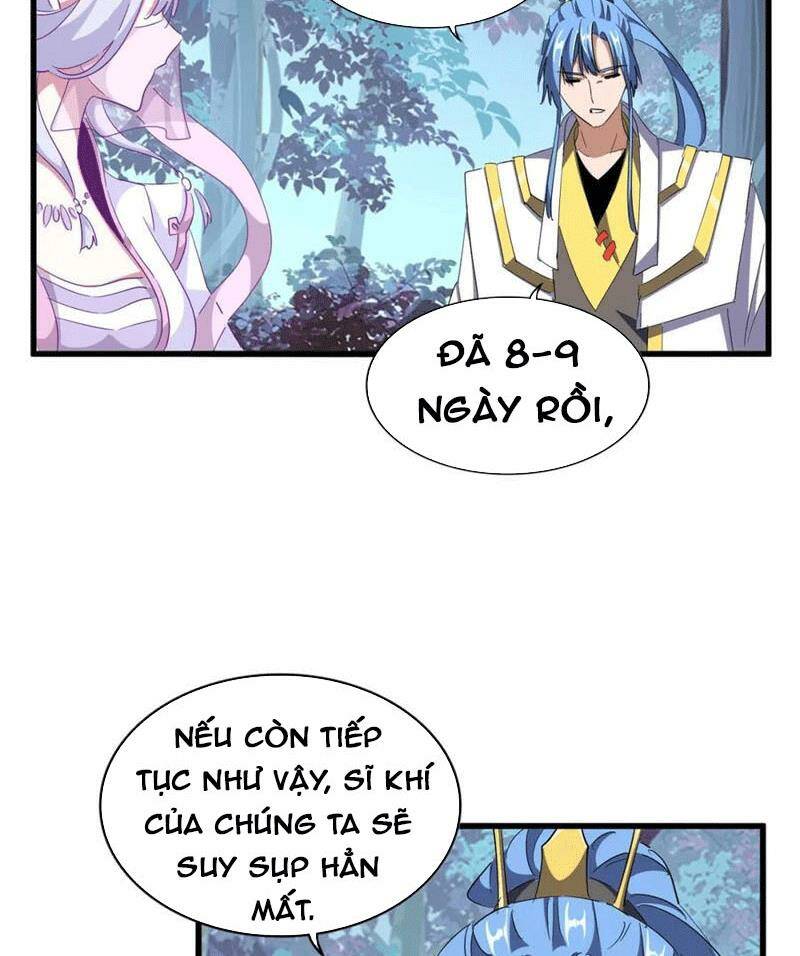 ĐÃ 8-9
NGÀY RỒI,
NẾU CÒN TIẾP
TỤC NHƯ VẬY, SĨ KHÍ
CỦA CHÚNG TA SẼ
SUY SỤP HẲN
MẤT.